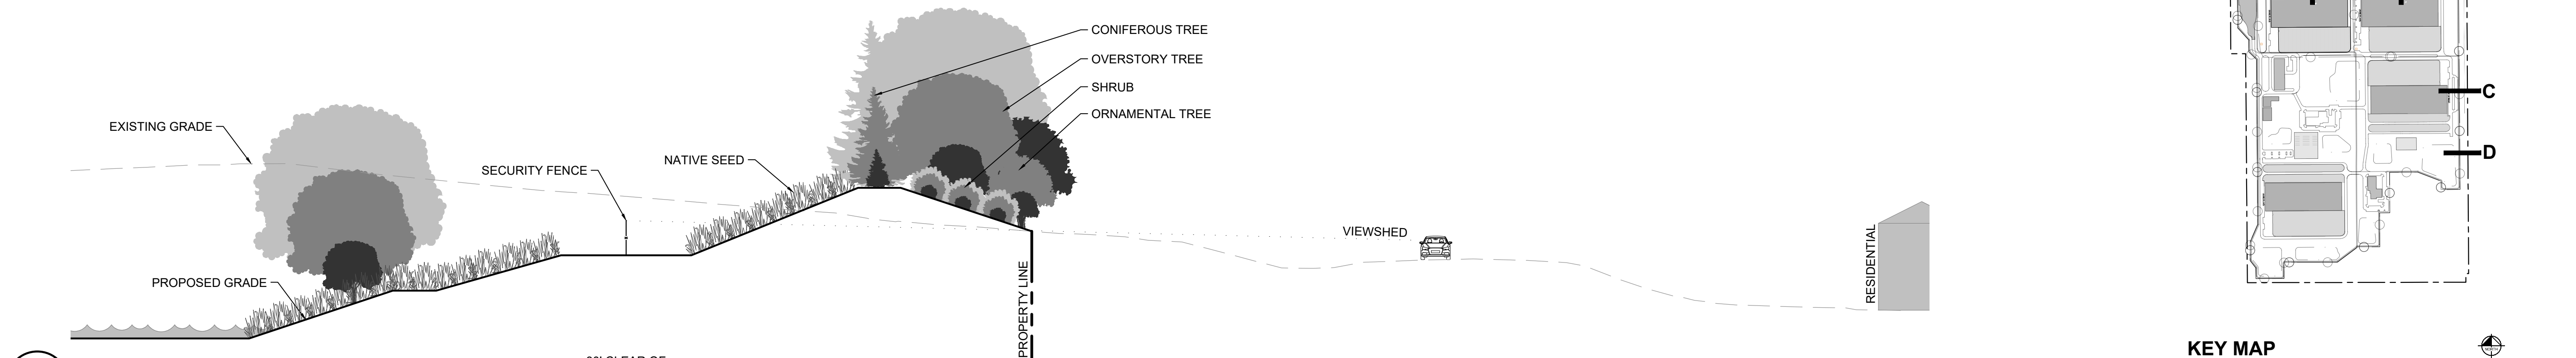 CONIFEROUS TREE
OVERSTORY TREE
SHRUB
ORNAMENTAL TREE
EXISTING GRADE
NATIVE SEED
SECURITY FENCE
VIEWSHED
PROPOSED GRADE
PROPERTY LINE
RESIDENTIAL
C
D
KEY MAP